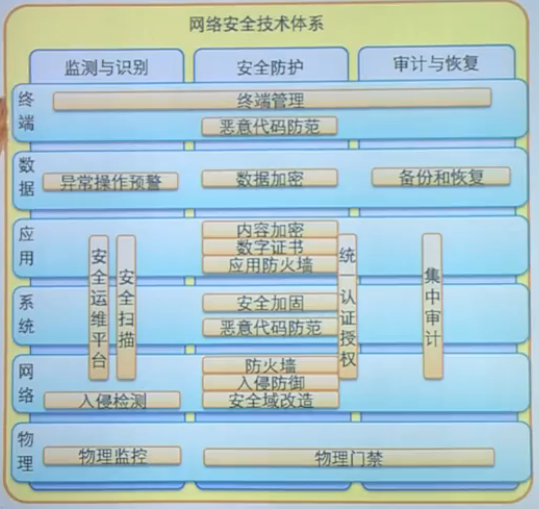 网络安全技术体系
监测与识别
安全防护
审计与恢复
终端
终端管理
恶意代码防范
数据
异常操作预警
数据加密
备份和恢复
应用
内容加密
数字证书
应用防火墙
安全运维平台
安全扫描
统一认证授权
集中审计
系统
安全加固
恶意代码防范
网络
防火墙
入侵防御
入侵检测
安全域改造
物理
物理监控
物理门禁